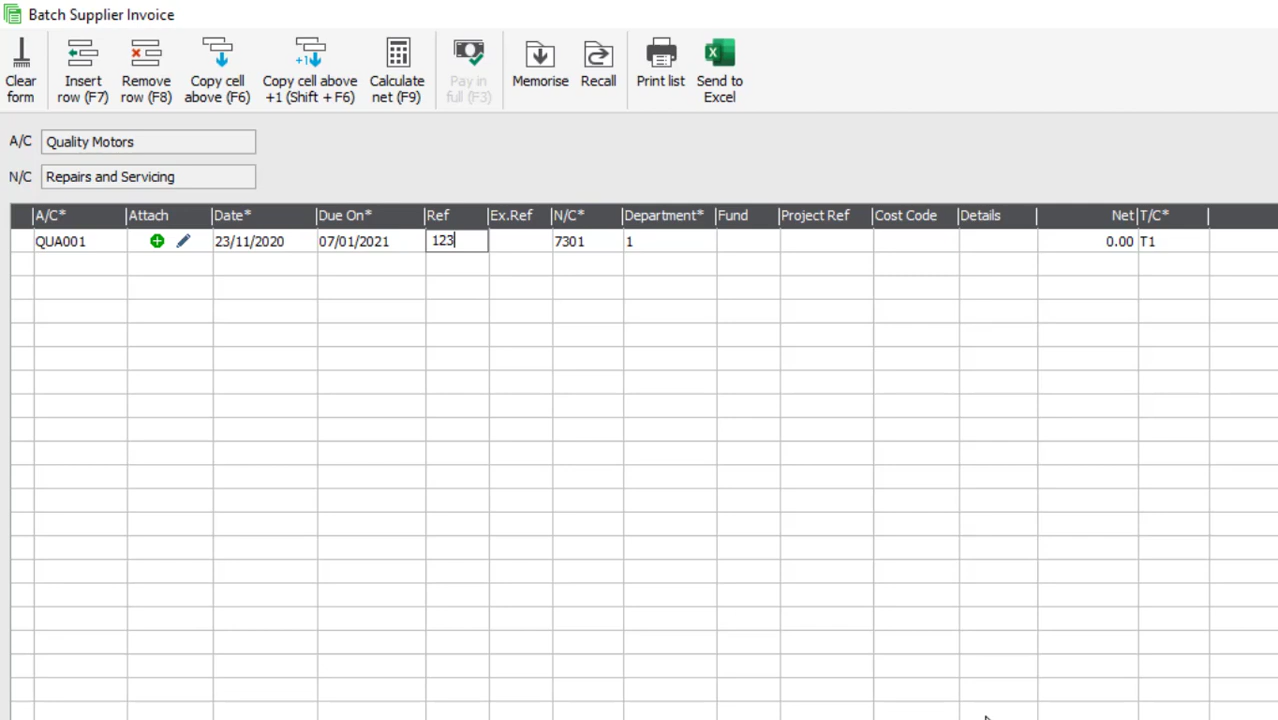 Batch Supplier Invoice
Clear form
Insert row (F7)
Remove row (F8)
Copy cell above (F6)
Copy cell above +1 (Shift + F6)
Calculate net (F9)
Pay in full (F3)
Memorise
Recall
Print list
Send to Excel
A/C Quality Motors
N/C Repairs and Servicing
A/C* Attach Date* Due On* Ref Ex.Ref N/C* Department* Fund Project Ref Cost Code Details Net T/C*
QUA001 23/11/2020 07/01/2021 123 7301 1 0.00 T1